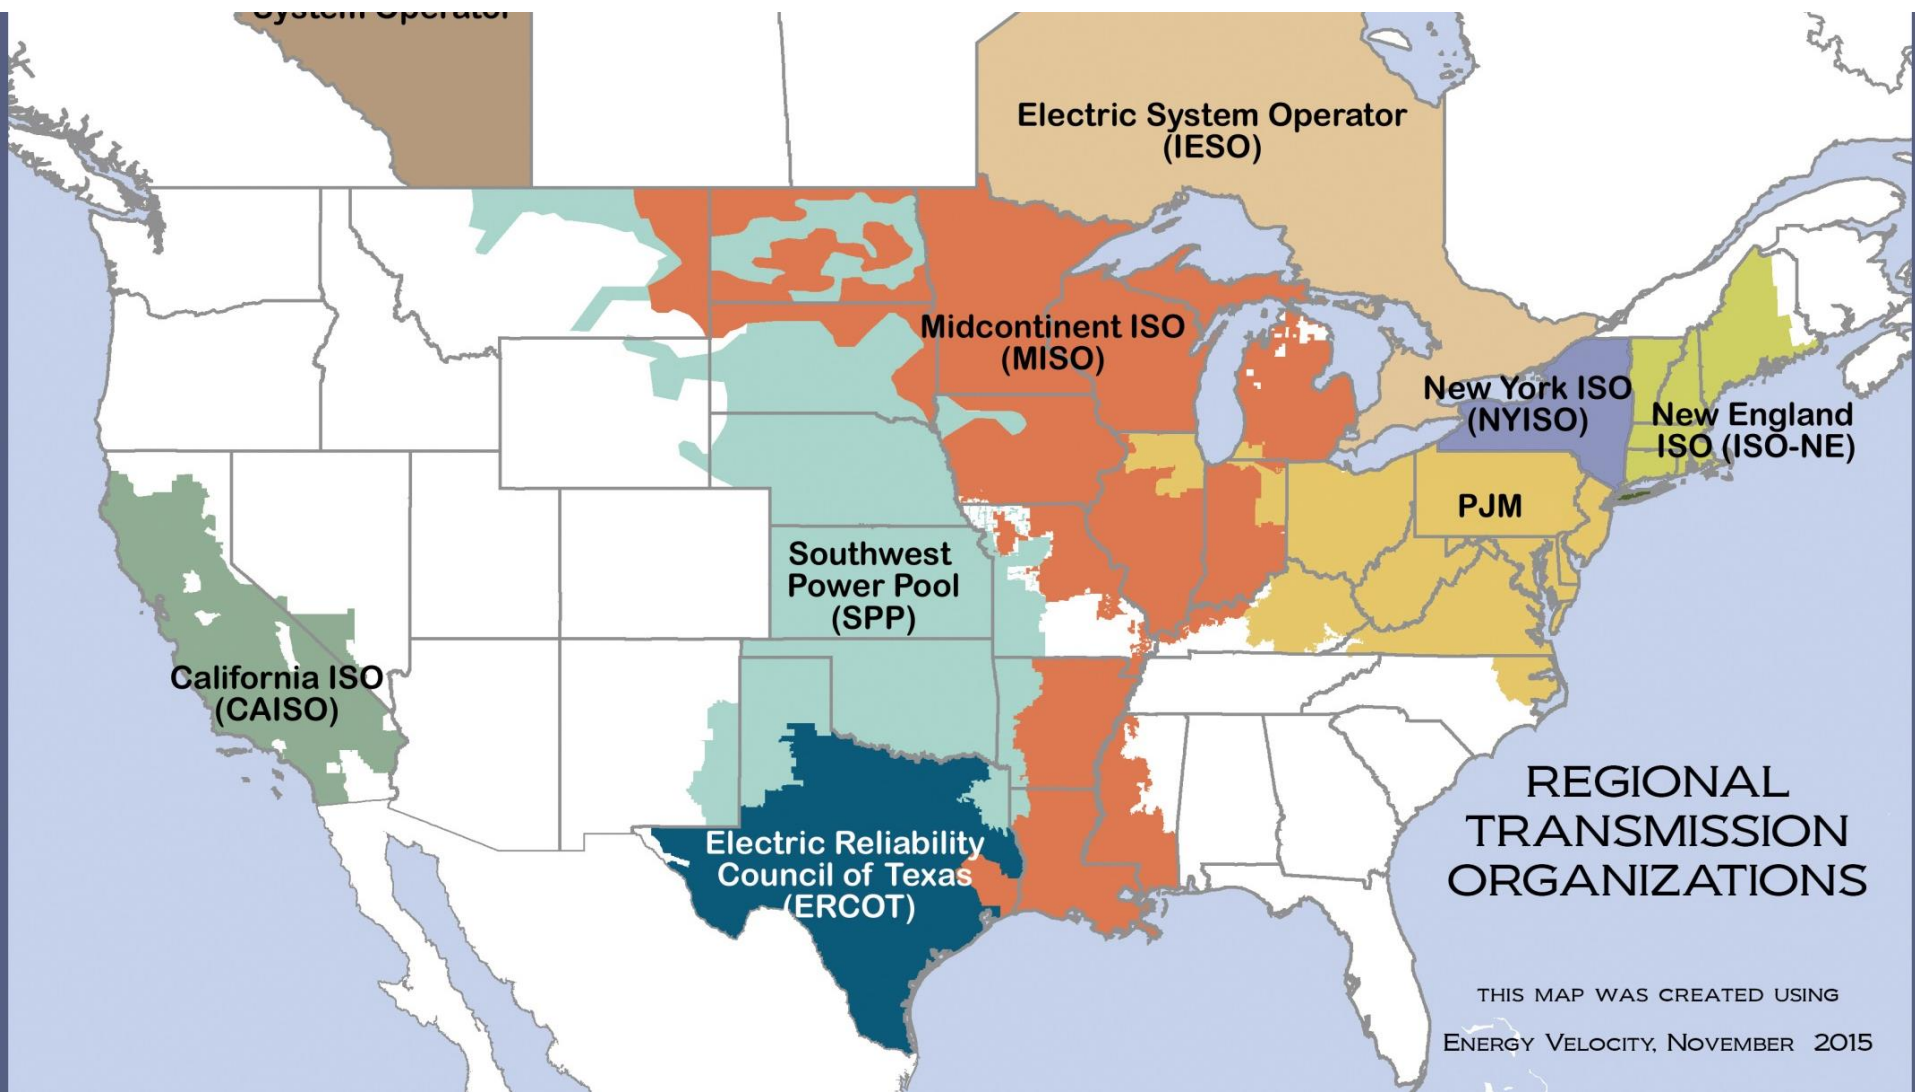 System Operator
Electric System Operator
(IESO)
Midcontinent ISO
(MISO)
New York ISO
(NYISO)
New England
ISO (ISO-NE)
PJM
Southwest
Power Pool
(SPP)
California ISO
(CAISO)
Electric Reliability
Council of Texas
(ERCOT)
REGIONAL
TRANSMISSION
ORGANIZATIONS
THIS MAP WAS CREATED USING
ENERGY VELOCITY, NOVEMBER 2015